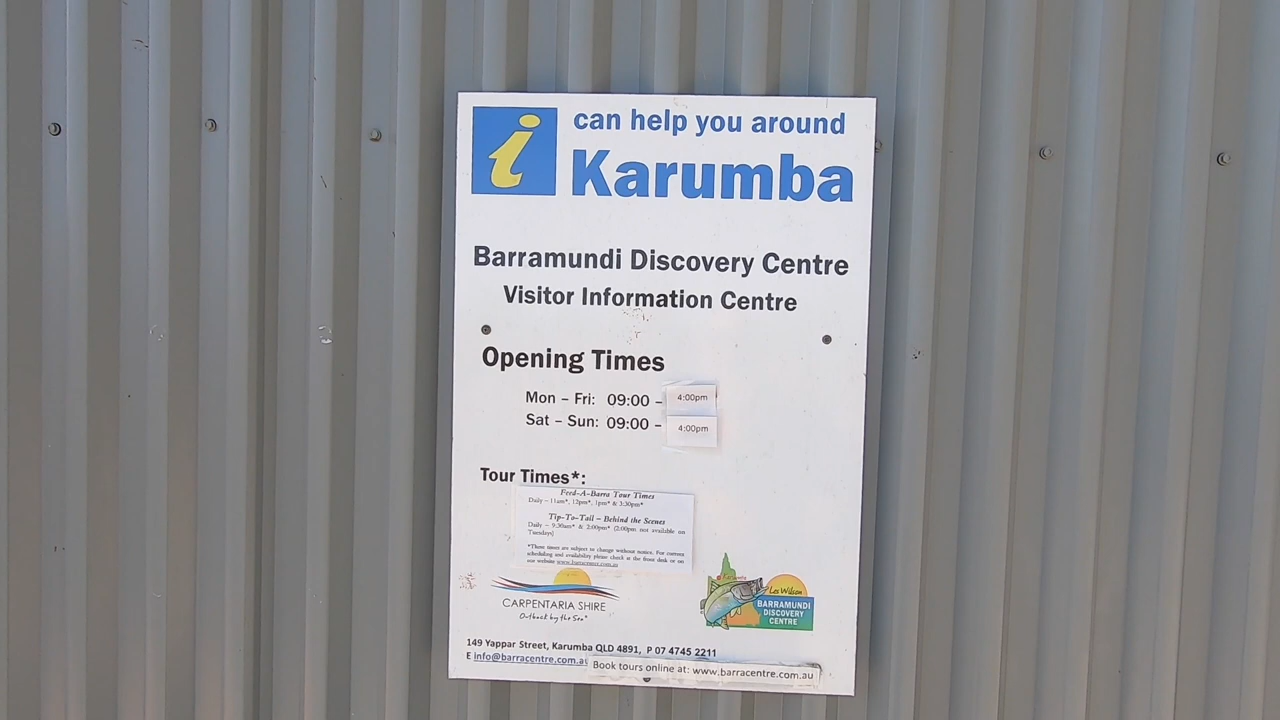 i can help you around
Karumba
Barramundi Discovery Centre
Visitor Information Centre
Opening Times
Mon – Fri: 09:00 – 4:00pm
Sat – Sun: 09:00 – 4:00pm
Tour Times*:
Feed-A-Barra Tour Times
Daily – 11am*, 12pm*, 1pm* & 3:30pm*
Tip-To-Tail – Behind the Scenes
Daily – 9:30am* & 2:00pm* (2:00pm not available on
Tuesdays)
*These times are subject to change without notice. For current
scheduling and availability please check at the front desk or on
our website www.barracentre.com.au
CARPENTARIA SHIRE
Outback by the Sea®
Karumba
Les Wilson
BARRAMUNDI
DISCOVERY
CENTRE
149 Yappar Street, Karumba QLD 4891, P 07 4745 2211
E info@barracentre.com.au
Book tours online at: www.barracentre.com.au